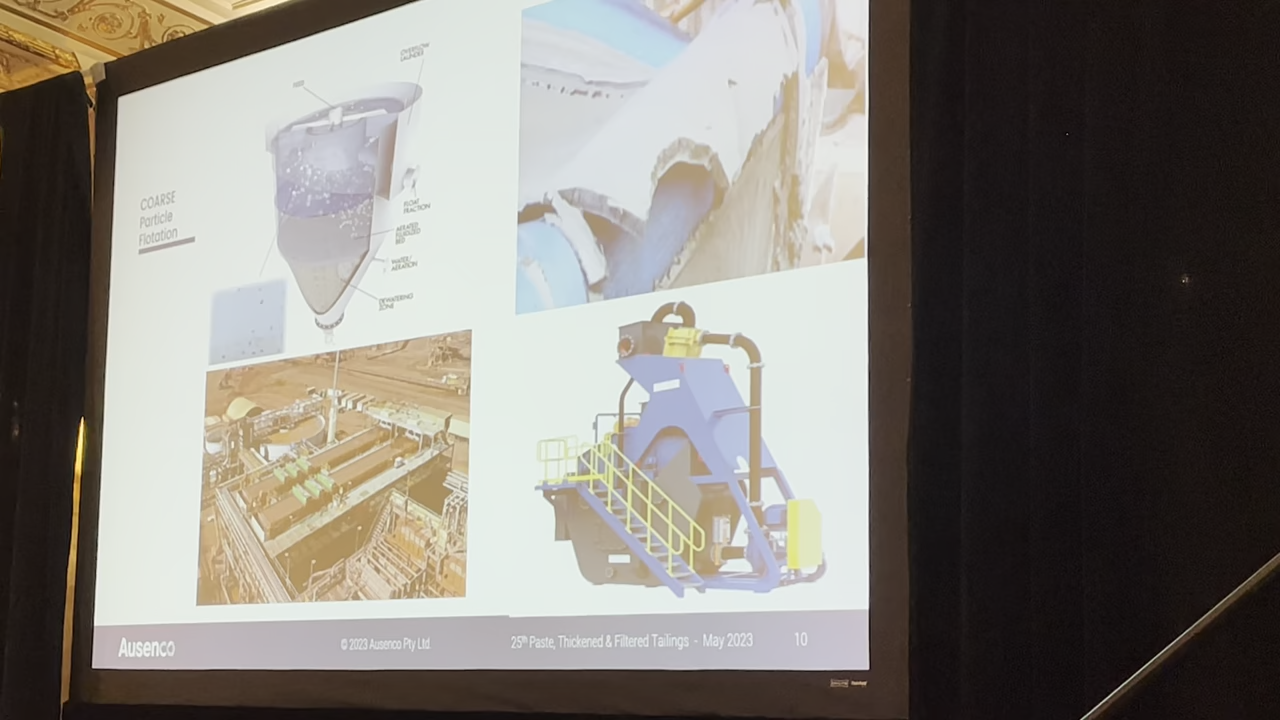 OVERFLOW
LAUNDER
FEED
COARSE
Particle
Flotation
FLOAT
FRACTION
AERATED
FLUIDIZED
BED
WATER/
AERATION
DEWATERING
ZONE
Ausenco
© 2023 Ausenco Pty Ltd.
25th Paste, Thickened & Filtered Tailings - May 2023
10